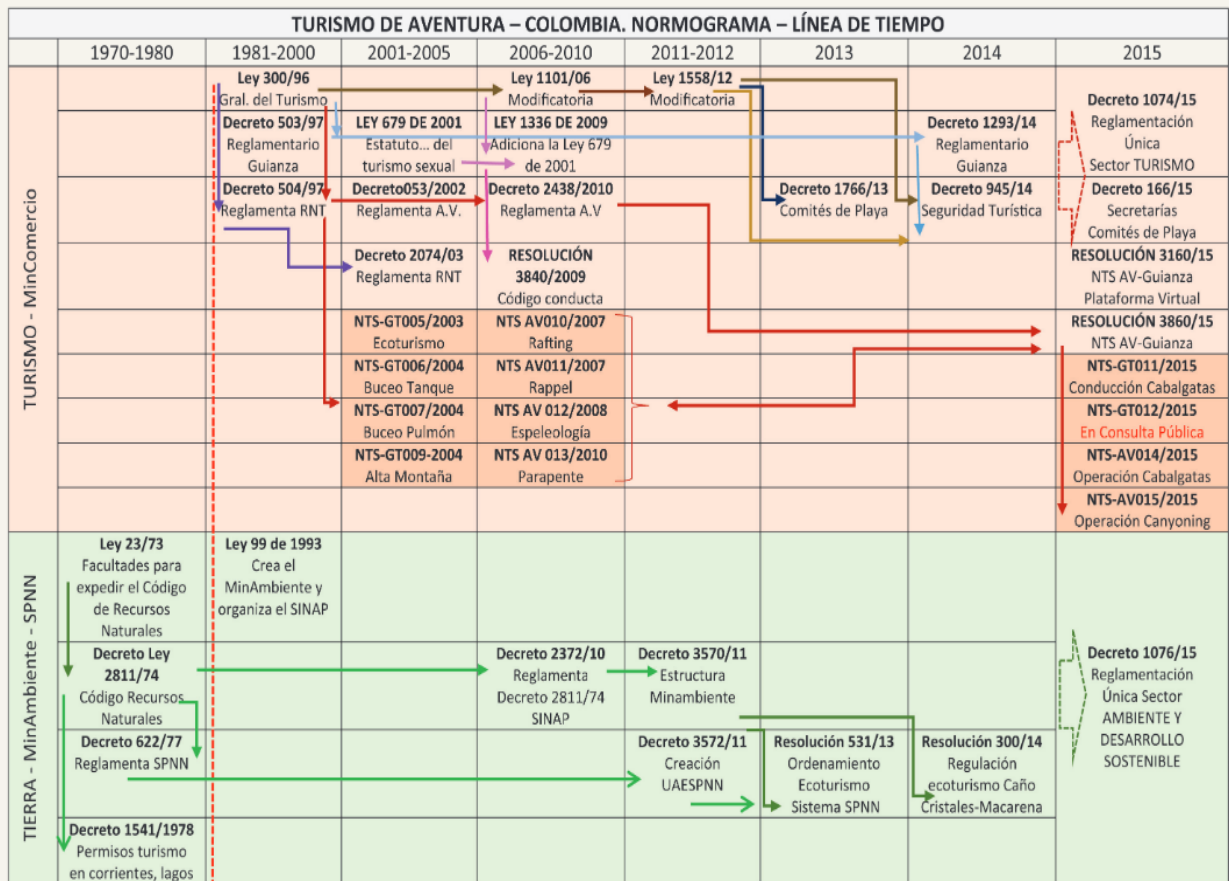 TURISMO DE AVENTURA – COLOMBIA. NORMOGRAMA – LÍNEA DE TIEMPO
1970-1980
1981-2000
2001-2005
2006-2010
2011-2012
2013
2014
2015
TURISMO - MinComercio
Ley 300/96
Gral. del Turismo
Ley 1101/06
Modificatoria
Ley 1558/12
Modificatoria
Decreto 1074/15
Reglamentación
Única
Sector TURISMO
Decreto 503/97
Reglamentario
Guianza
LEY 679 DE 2001
Estatuto... del
turismo sexual
LEY 1336 DE 2009
Adiciona la Ley 679
de 2001
Decreto 1293/14
Reglamentario
Guianza
Decreto 504/97
Reglamenta RNT
Decreto053/2002
Reglamenta A.V.
Decreto 2438/2010
Reglamenta A.V
Decreto 1766/13
Comités de Playa
Decreto 945/14
Seguridad Turística
Decreto 166/15
Secretarías
Comités de Playa
Decreto 2074/03
Reglamenta RNT
RESOLUCIÓN
3840/2009
Código conducta
RESOLUCIÓN 3160/15
NTS AV-Guianza
Plataforma Virtual
NTS-GT005/2003
Ecoturismo
NTS AV010/2007
Rafting
RESOLUCIÓN 3860/15
NTS AV-Guianza
NTS-GT006/2004
Buceo Tanque
NTS AV011/2007
Rappel
NTS-GT011/2015
Conducción Cabalgatas
NTS-GT007/2004
Buceo Pulmón
NTS AV 012/2008
Espeleología
NTS-GT012/2015
En Consulta Pública
NTS-GT009-2004
Alta Montaña
NTS AV 013/2010
Parapente
NTS-AV014/2015
Operación Cabalgatas
NTS-AV015/2015
Operación Canyoning
TIERRA - MinAmbiente - SPNN
Ley 23/73
Facultades para
expedir el Código
de Recursos
Naturales
Ley 99 de 1993
Crea el
MinAmbiente y
organiza el SINAP
Decreto Ley
2811/74
Código Recursos
Naturales
Decreto 2372/10
Reglamenta
Decreto 2811/74
SINAP
Decreto 3570/11
Estructura
Minambiente
Decreto 1076/15
Reglamentación
Única Sector
AMBIENTE Y
DESARROLLO
SOSTENIBLE
Decreto 622/77
Reglamenta SPNN
Decreto 3572/11
Creación
UAESPNN
Resolución 531/13
Ordenamiento
Ecoturismo
Sistema SPNN
Resolución 300/14
Regulación
ecoturismo Caño
Cristales-Macarena
Decreto 1541/1978
Permisos turismo
en corrientes, lagos